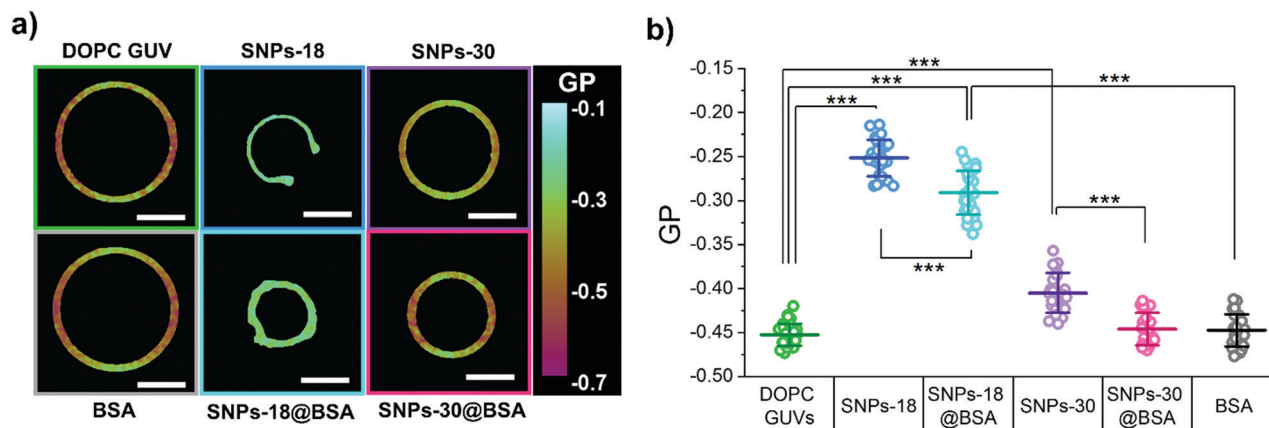 a)
DOPC GUV
SNPs-18
SNPs-30
GP
-0.1
-0.3
-0.5
-0.7
BSA
SNPs-18@BSA
SNPs-30@BSA
b)
***
***
***
***
***
***
-0.15
-0.20
-0.25
-0.30
-0.35
-0.40
-0.45
-0.50
GP
DOPC
GUVs
SNPs-18
SNPs-18
@BSA
SNPs-30
SNPs-30
@BSA
BSA